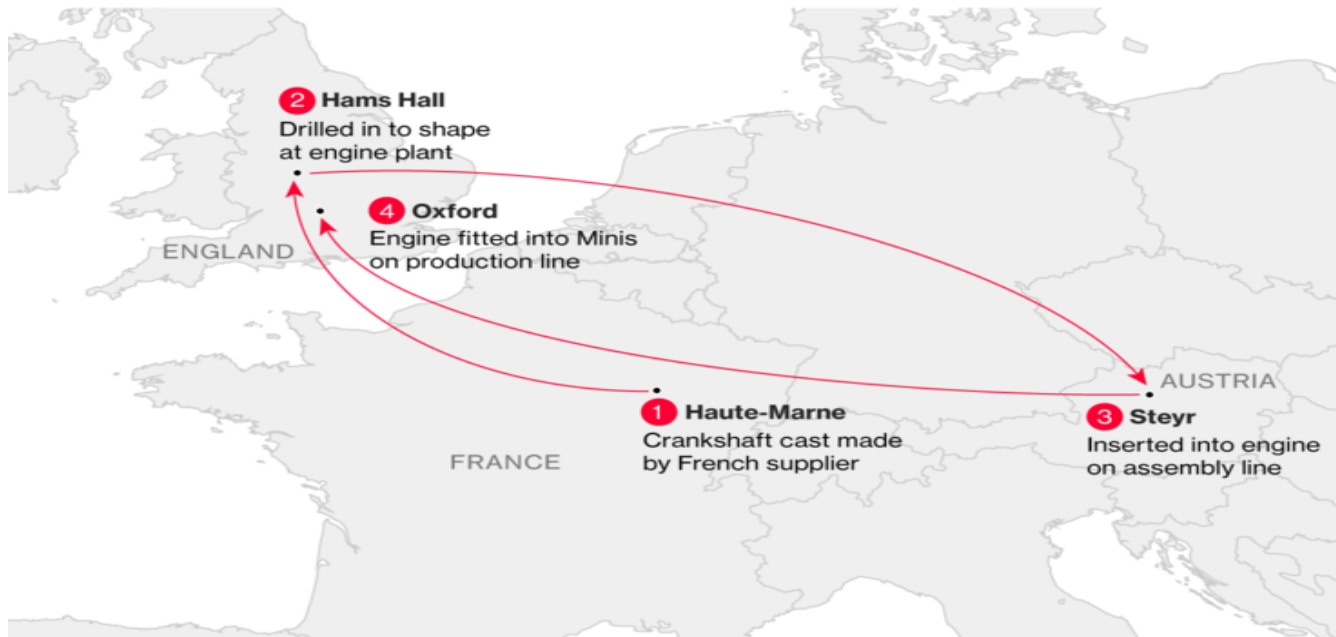 2 Hams Hall
Drilled in to shape
at engine plant
4 Oxford
Engine fitted into Minis
on production line
ENGLAND
1 Haute-Marne
Crankshaft cast made
by French supplier
FRANCE
AUSTRIA
3 Steyr
Inserted into engine
on assembly line